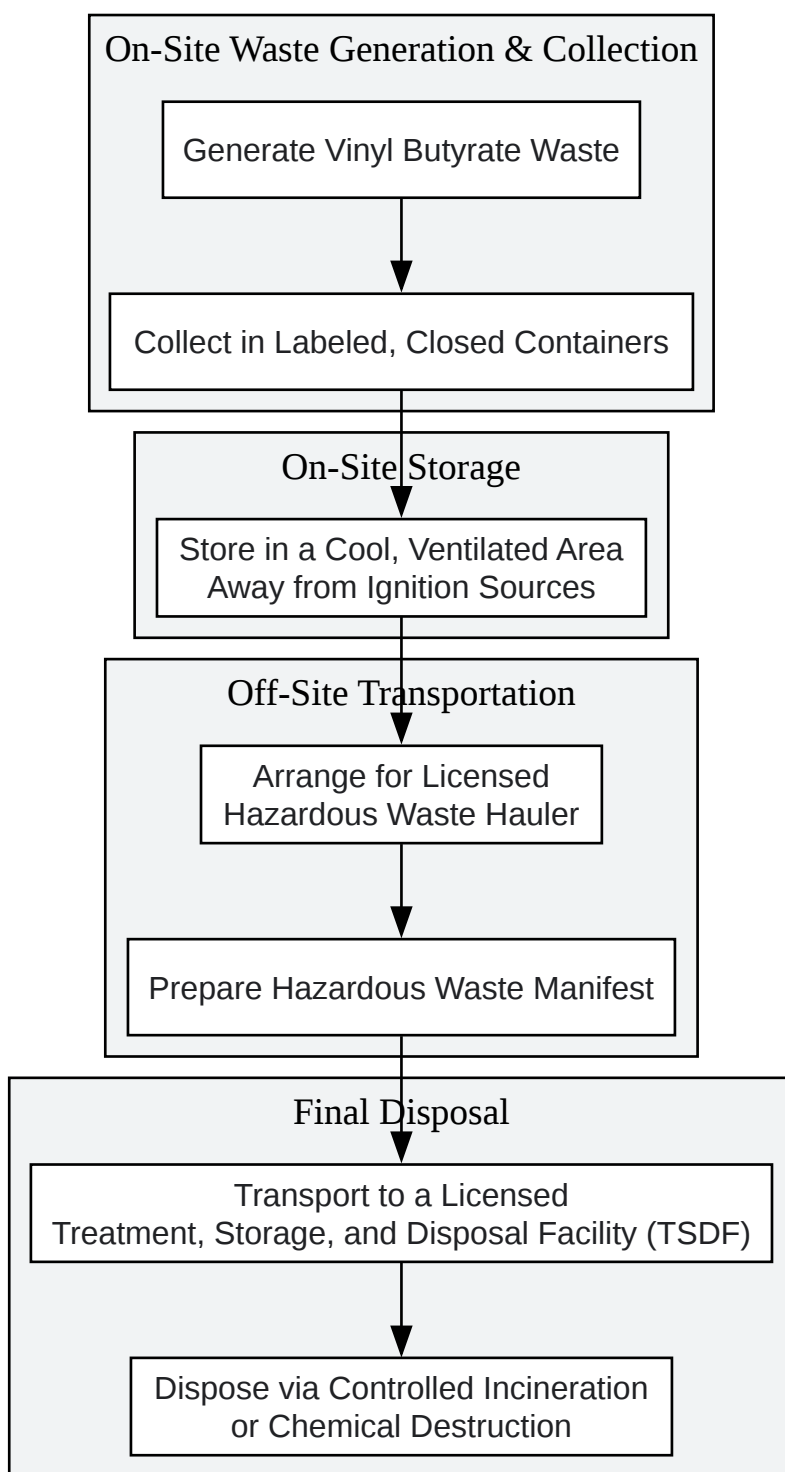 On-Site Waste Generation & Collection
Generate Vinyl Butyrate Waste
Collect in Labeled, Closed Containers
On-Site Storage
Store in a Cool, Ventilated Area
Away from Ignition Sources
Off-Site Transportation
Arrange for Licensed
Hazardous Waste Hauler
Prepare Hazardous Waste Manifest
Final Disposal
Transport to a Licensed
Treatment, Storage, and Disposal Facility (TSDF)
Dispose via Controlled Incineration
or Chemical Destruction